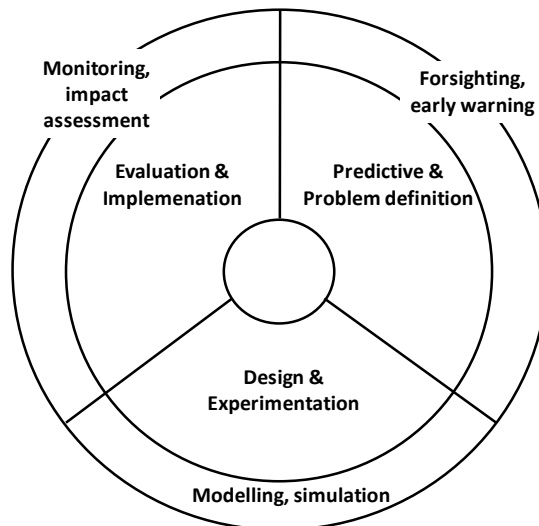 Monitoring,
impact
assessment
Forsighting,
early warning
Evaluation &
Implemenation
Predictive &
Problem definition
Design &
Experimentation
Modelling, simulation